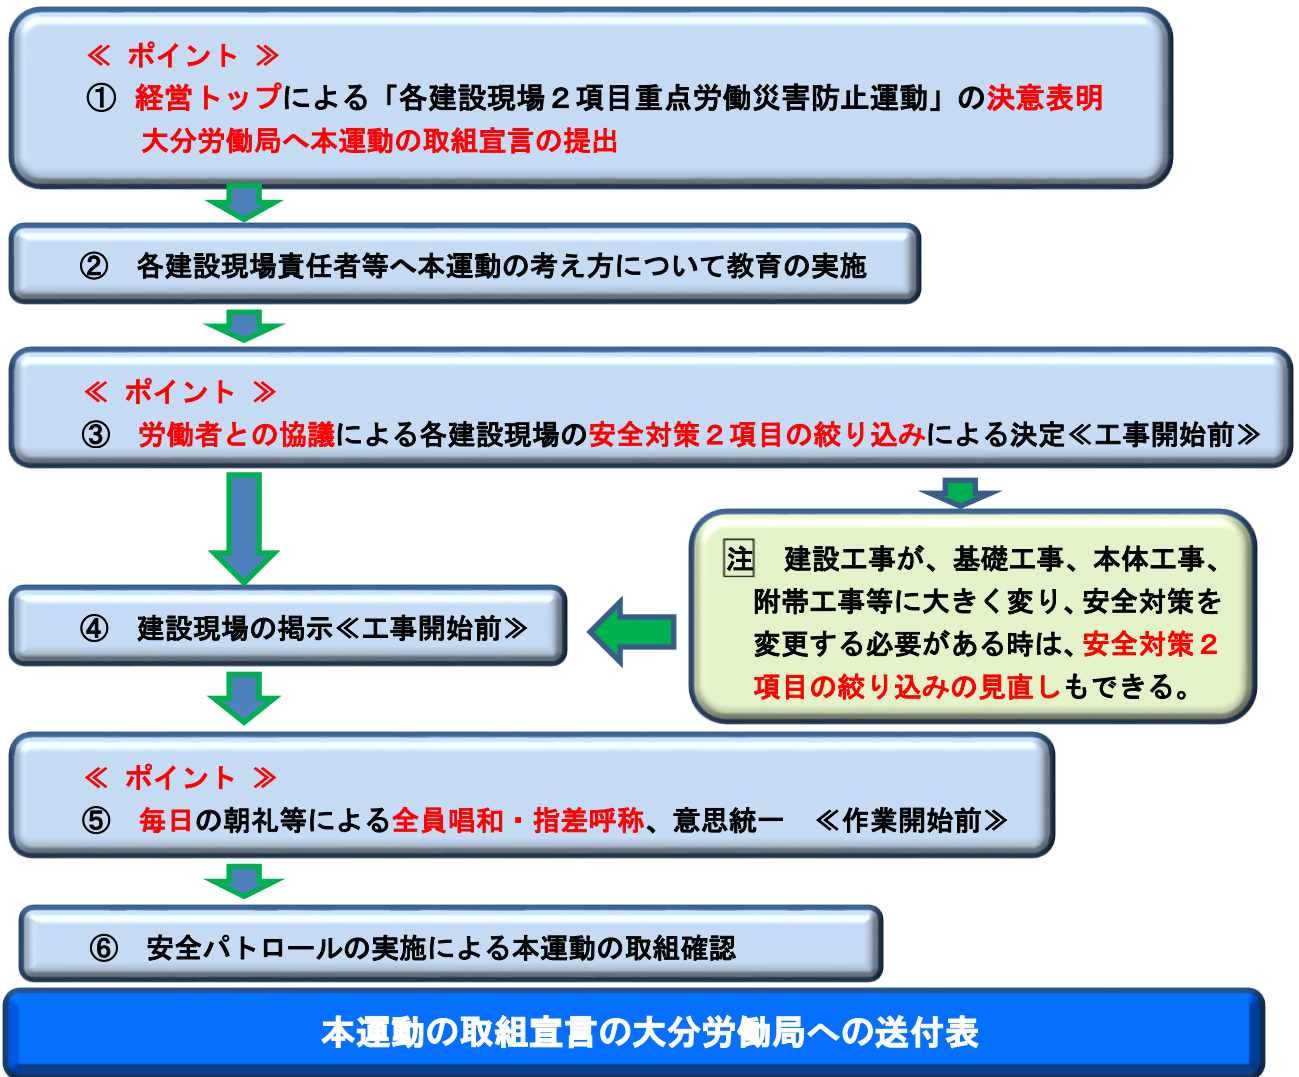 ≪ ポイント ≫
① 経営トップによる「各建設現場２項目重点労働災害防止運動」の決意表明
大分労働局へ本運動の取組宣言の提出
② 各建設現場責任者等へ本運動の考え方について教育の実施
≪ ポイント ≫
③ 労働者との協議による各建設現場の安全対策２項目の絞り込みによる決定≪工事開始前≫
注 建設工事が、基礎工事、本体工事、
附帯工事等に大きく変り、安全対策を
変更する必要がある時は、安全対策２
項目の絞り込みの見直しもできる。
④ 建設現場の掲示≪工事開始前≫
≪ ポイント ≫
⑤ 毎日の朝礼等による全員唱和・指差呼称、意思統一 ≪作業開始前≫
⑥ 安全パトロールの実施による本運動の取組確認
本運動の取組宣言の大分労働局への送付表